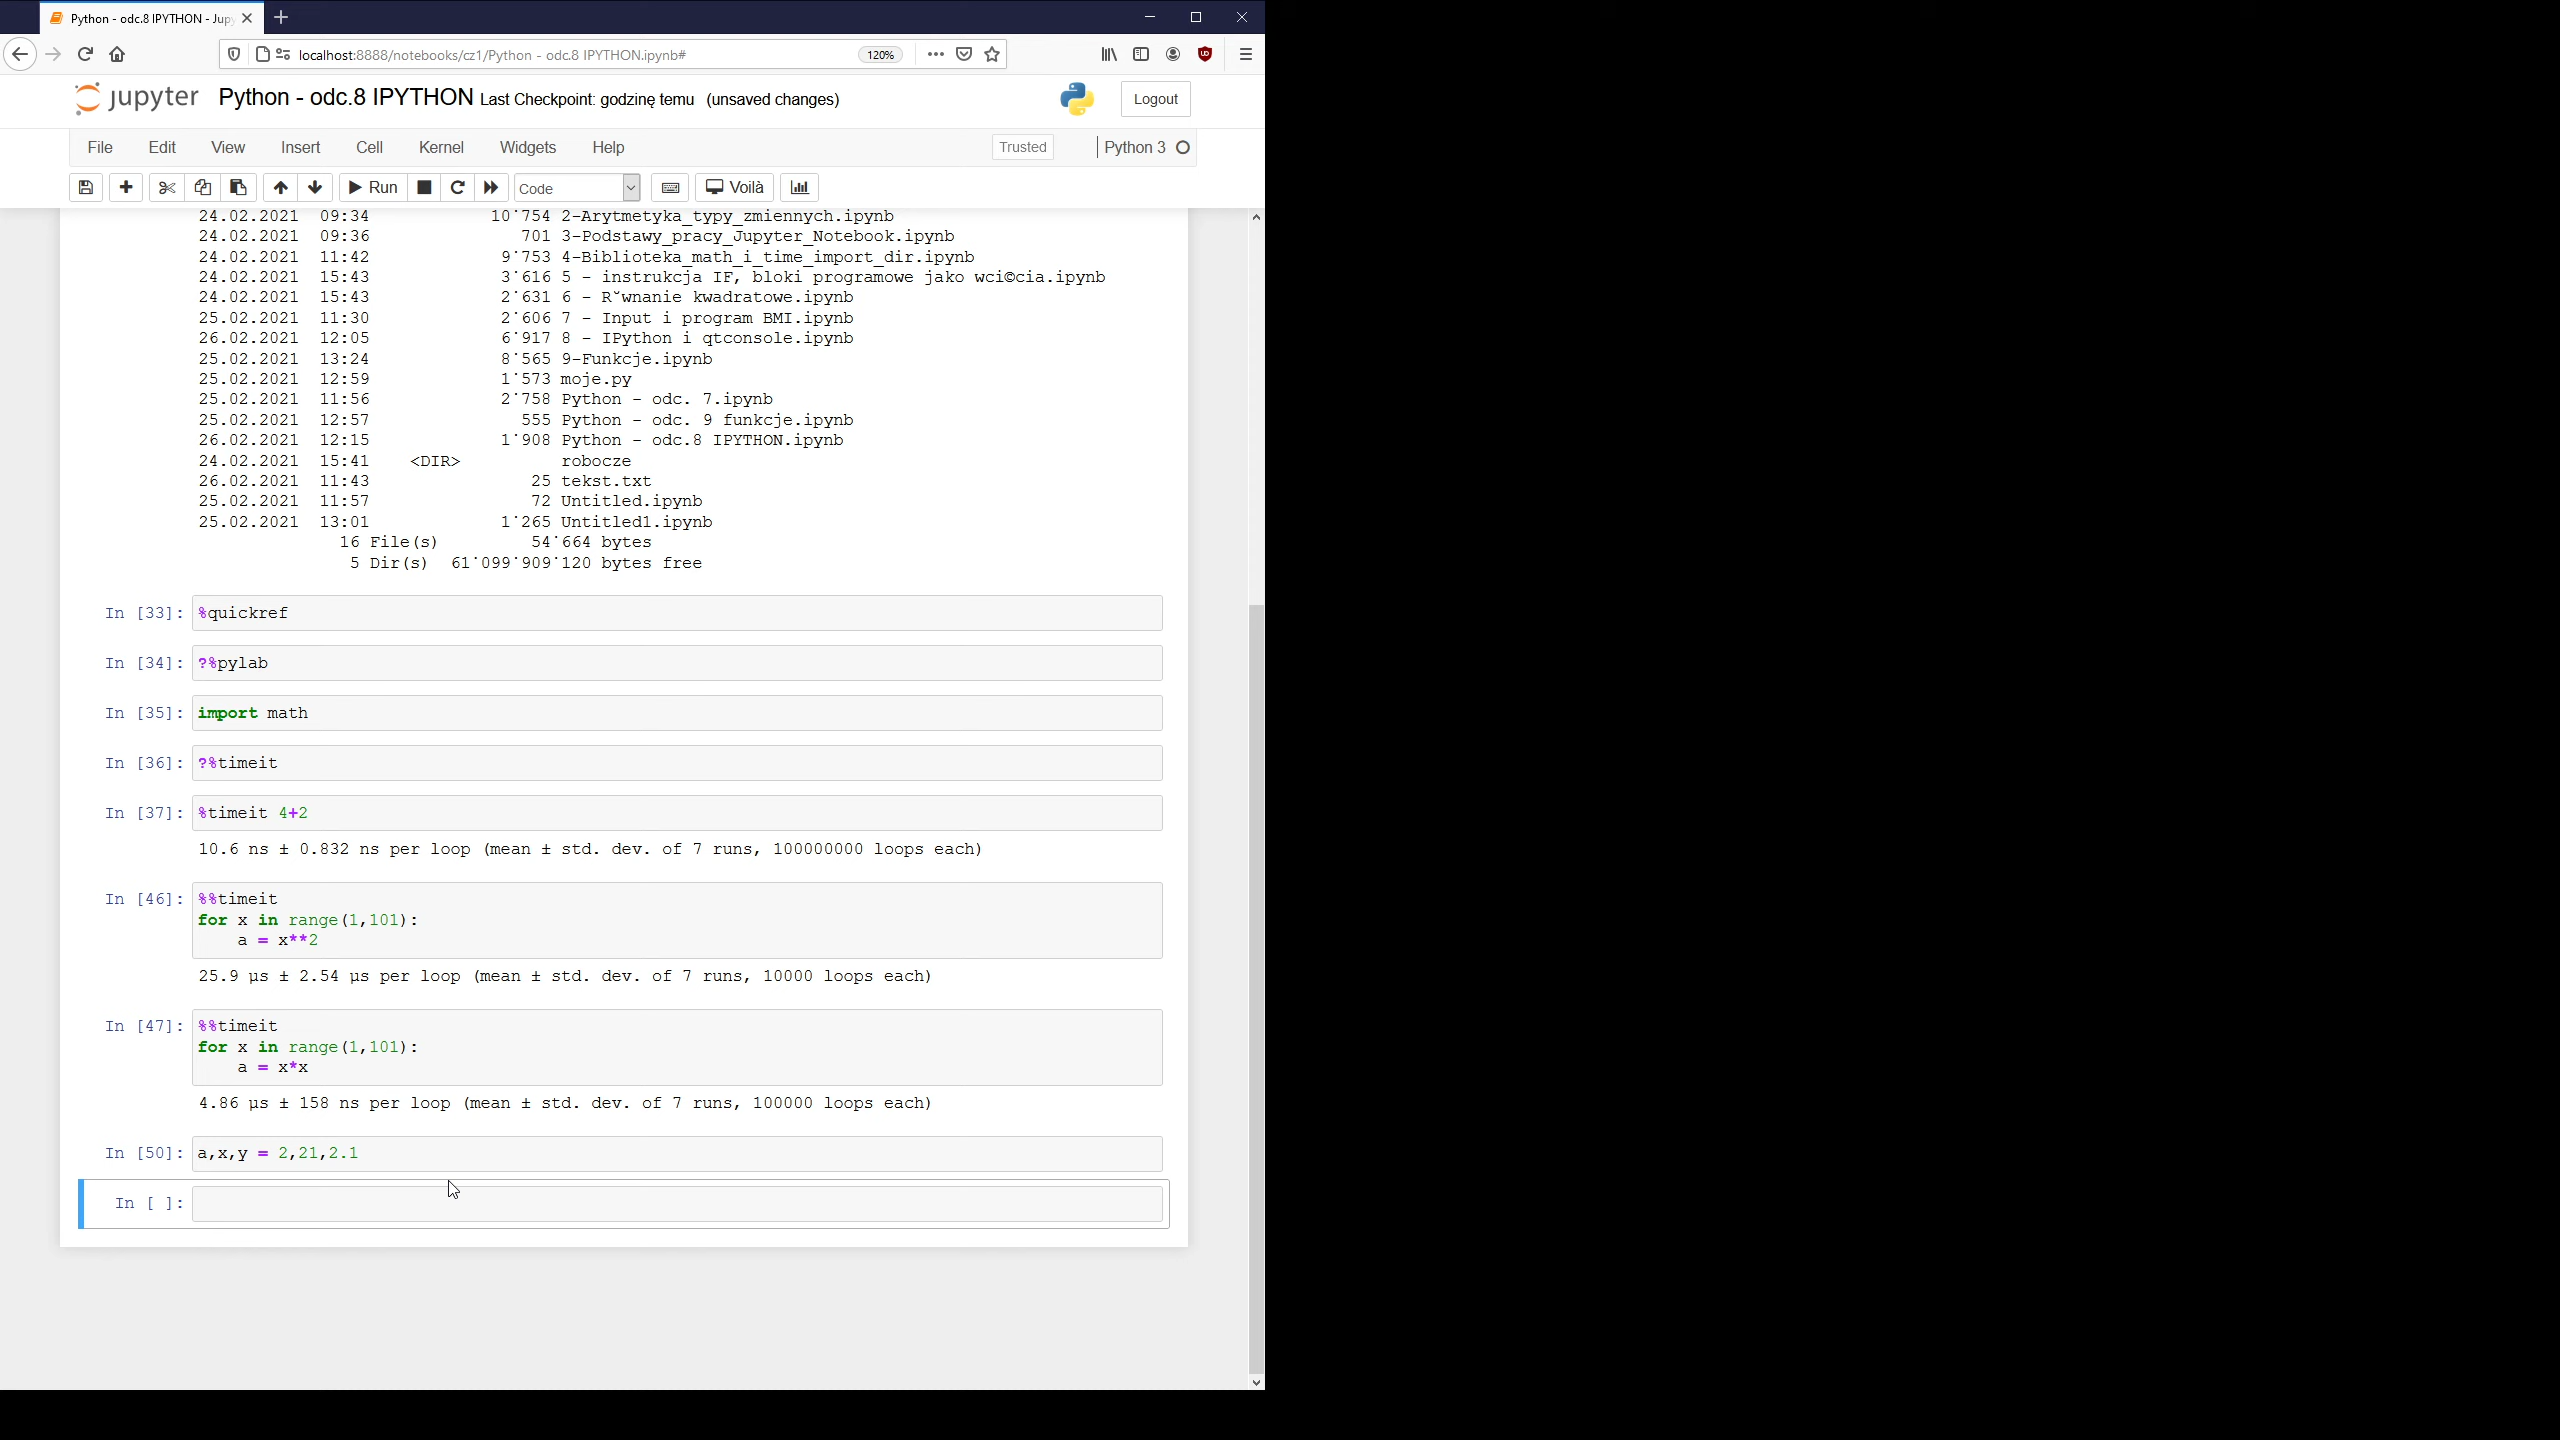 Python - odc.8 IPYTHON - Jup
localhost:8888/notebooks/cz1/Python - odc.8 IPYTHON.ipynb#
120%
jupyter Python - odc.8 IPYTHON Last Checkpoint: godzinę temu (unsaved changes)
Logout
File Edit View Insert Cell Kernel Widgets Help
Trusted
Python 3
Run
Code
Voilà
24.02.2021 09:34 10˙754 2-Arytmetyka_typy_zmiennych.ipynb
24.02.2021 09:36 701 3-Podstawy_pracy_Jupyter_Notebook.ipynb
24.02.2021 11:42 9˙753 4-Biblioteka_math_i_time_import_dir.ipynb
24.02.2021 15:43 3˙616 5 - instrukcja IF, bloki programowe jako wci©cia.ipynb
24.02.2021 15:43 2˙631 6 - R˘wnanie kwadratowe.ipynb
25.02.2021 11:30 2˙606 7 - Input i program BMI.ipynb
26.02.2021 12:05 6˙917 8 - IPython i qtconsole.ipynb
25.02.2021 13:24 8˙565 9-Funkcje.ipynb
25.02.2021 12:59 1˙573 moje.py
25.02.2021 11:56 2˙758 Python - odc. 7.ipynb
25.02.2021 12:57 555 Python - odc. 9 funkcje.ipynb
26.02.2021 12:15 1˙908 Python - odc.8 IPYTHON.ipynb
24.02.2021 15:41 <DIR> robocze
26.02.2021 11:43 25 tekst.txt
25.02.2021 11:57 72 Untitled.ipynb
25.02.2021 13:01 1˙265 Untitled1.ipynb
16 File(s) 54˙664 bytes
5 Dir(s) 61˙099˙909˙120 bytes free
In [33]: %quickref
In [34]: ?%pylab
In [35]: import math
In [36]: ?%timeit
In [37]: %timeit 4+2
10.6 ns ± 0.832 ns per loop (mean ± std. dev. of 7 runs, 100000000 loops each)
In [46]: %%timeit
for x in range(1,101):
a = x**2
25.9 µs ± 2.54 µs per loop (mean ± std. dev. of 7 runs, 10000 loops each)
In [47]: %%timeit
for x in range(1,101):
a = x*x
4.86 µs ± 158 ns per loop (mean ± std. dev. of 7 runs, 100000 loops each)
In [50]: a,x,y = 2,21,2.1
In [ ]: